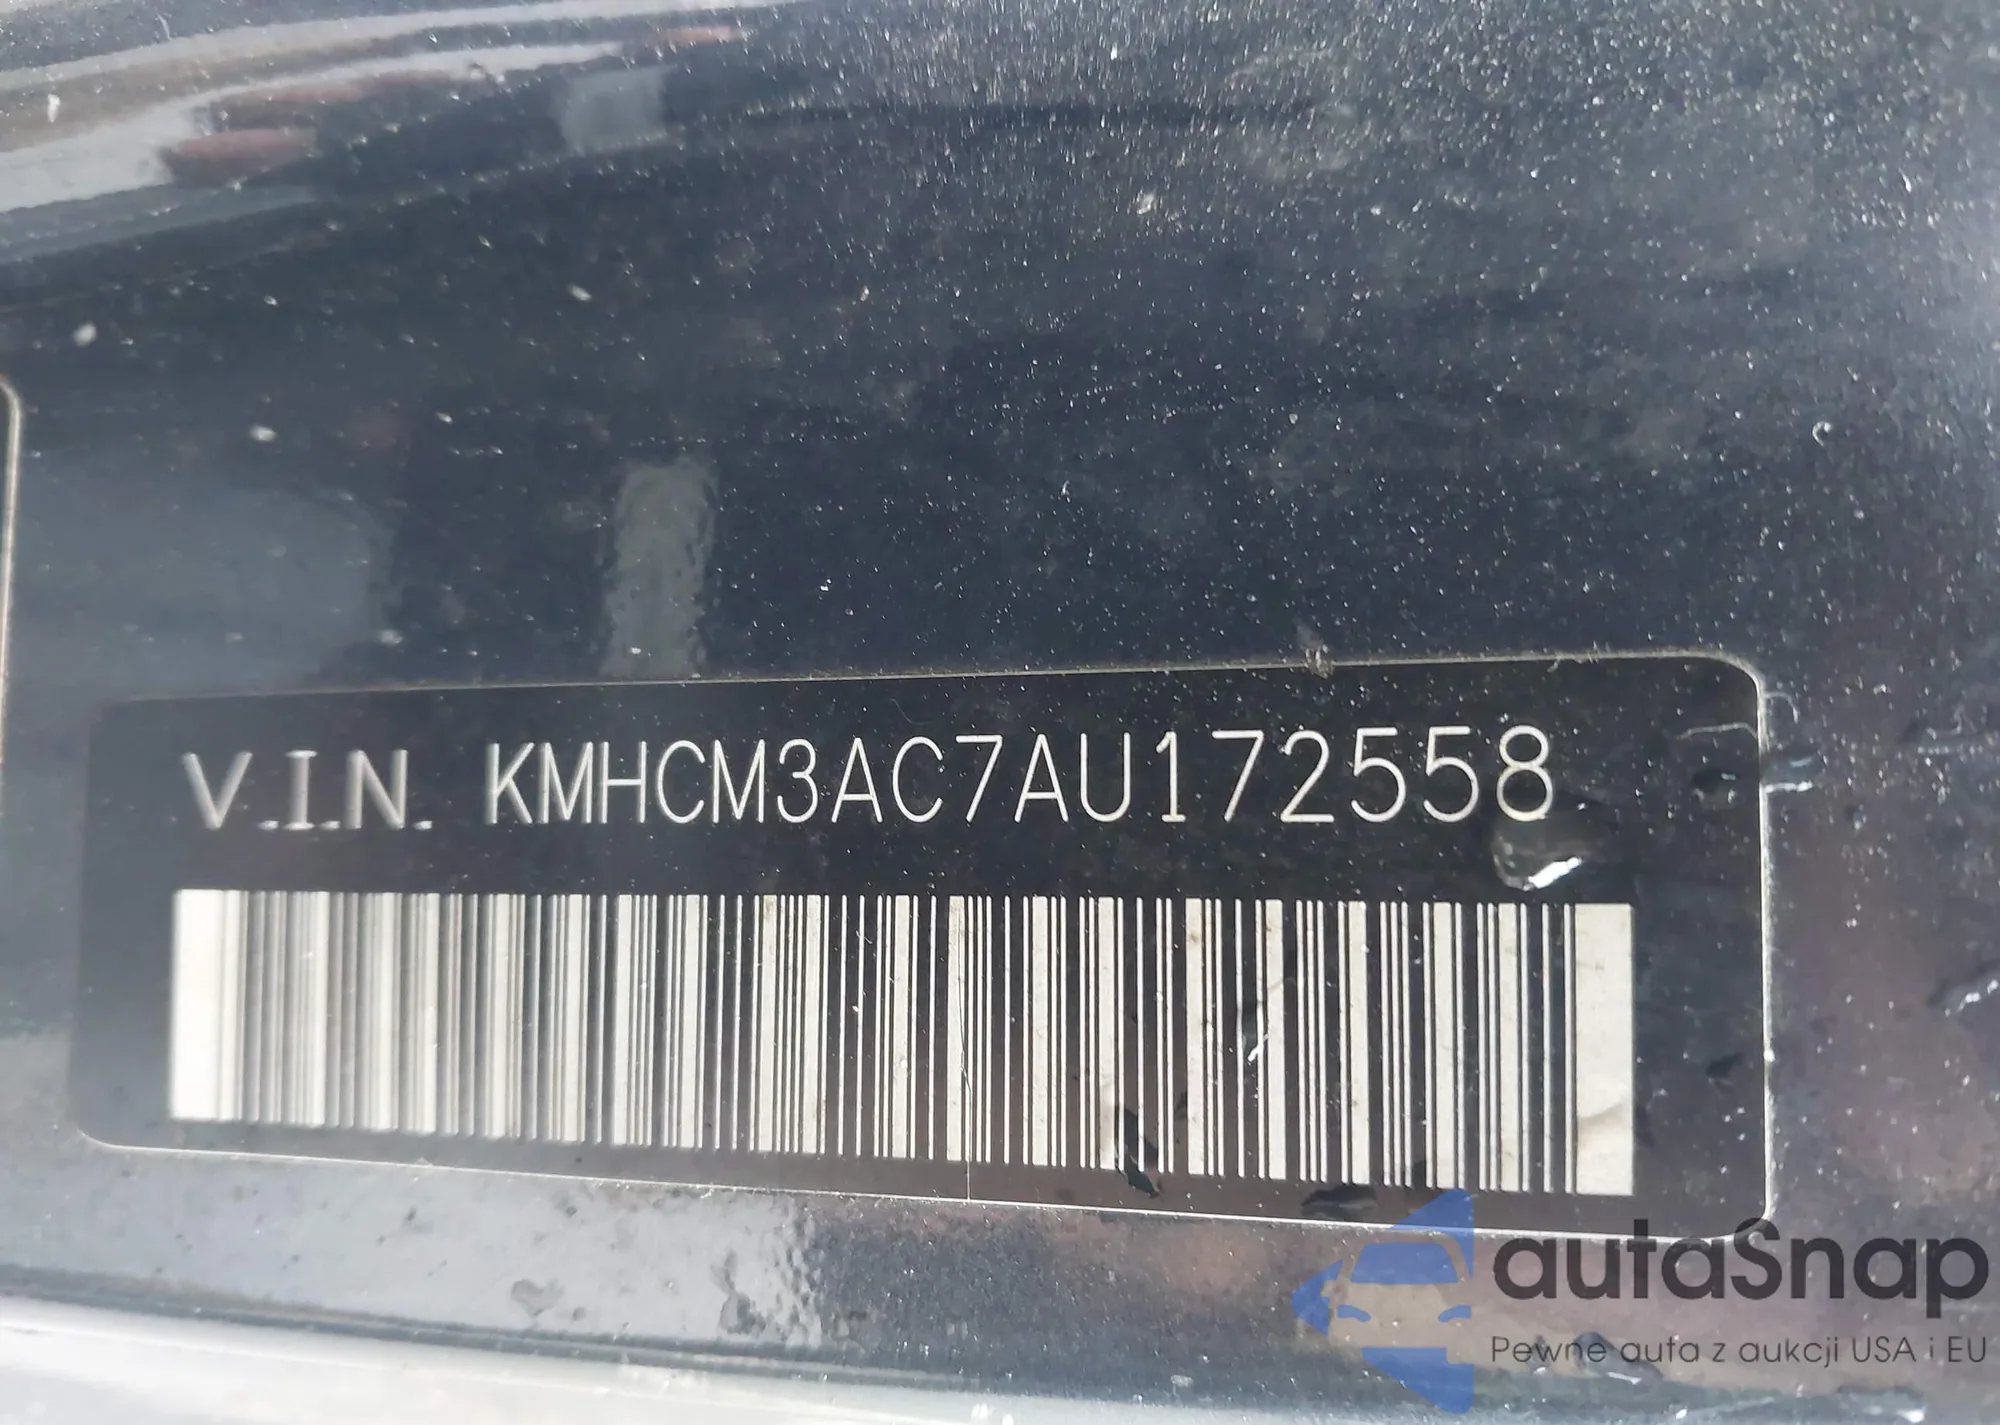 V.I.N. KMHCM3AC7AU172558
autaSnap
Pewne auta z aukcji USA i EU